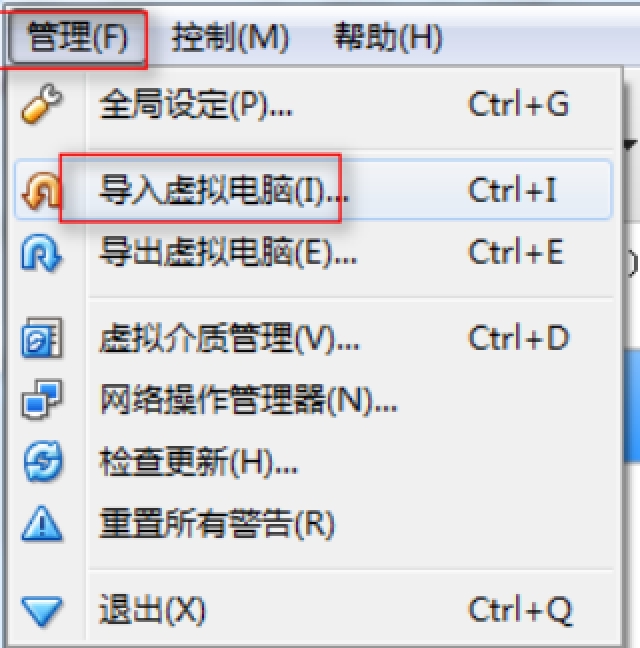 管理(F) 控制(M) 帮助(H)
全局设定(P)... Ctrl+G
导入虚拟电脑(I)... Ctrl+I
导出虚拟电脑(E)... Ctrl+E
虚拟介质管理(V)... Ctrl+D
网络操作管理器(N)...
检查更新(H)...
重置所有警告(R)
退出(X) Ctrl+Q